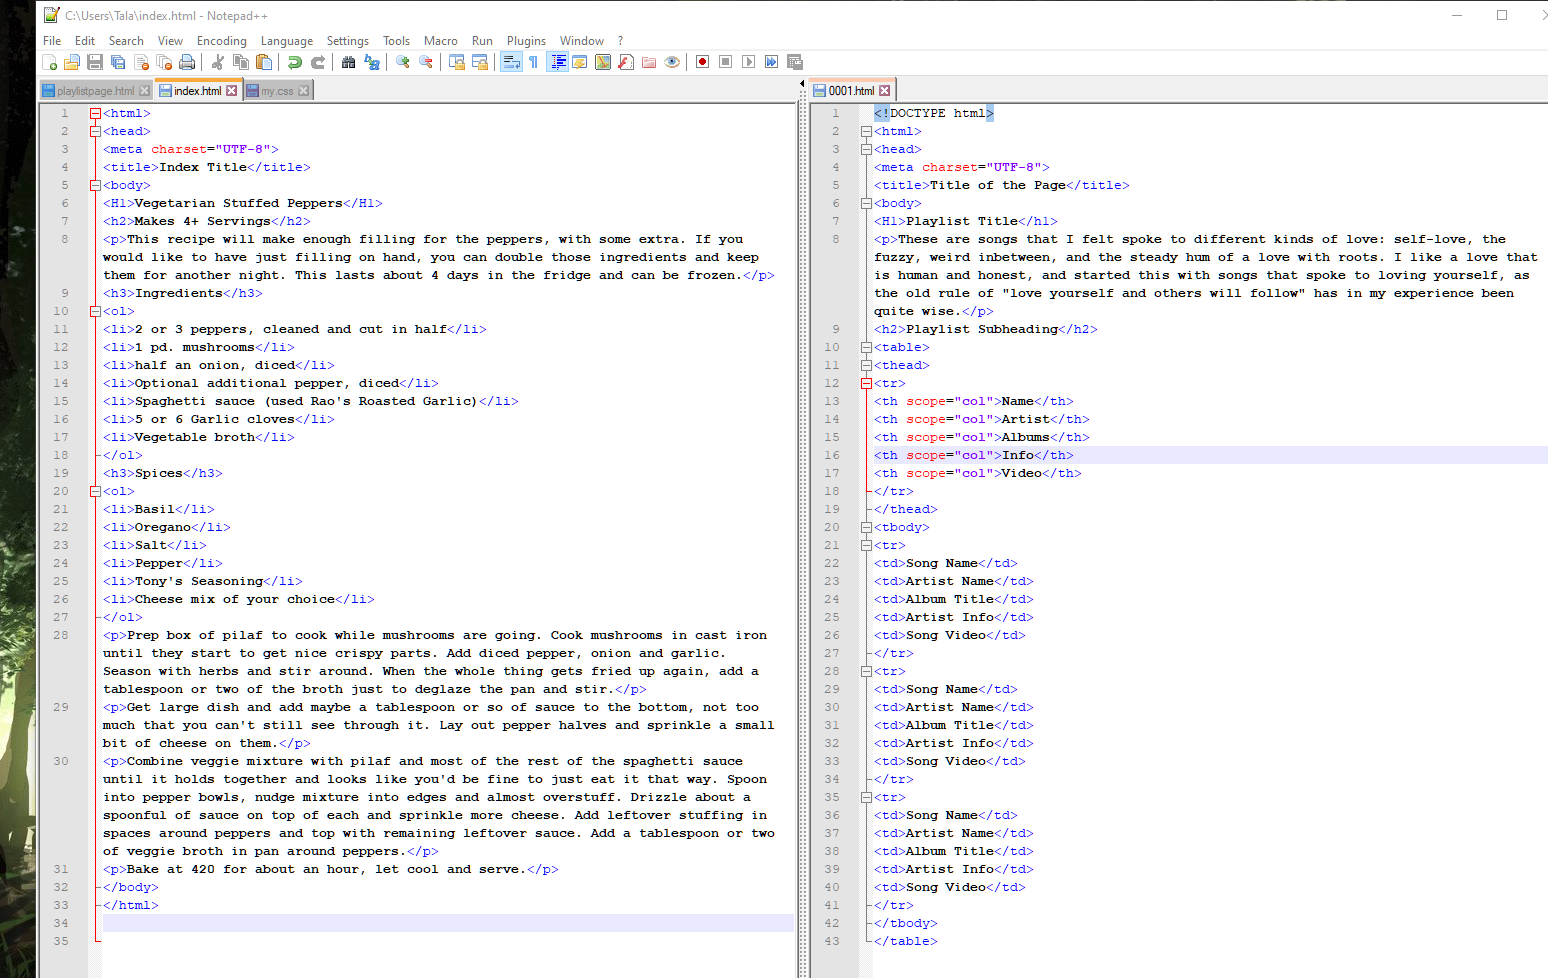 C:\Users\Tala\index.html - Notepad++
File Edit Search View Encoding Language Settings Tools Macro Run Plugins Window ?
playlistpage.html index.html my.css
1 <html>
2 <head>
3 <meta charset="UTF-8">
4 <title>Index Title</title>
5 <body>
6 <H1>Vegetarian Stuffed Peppers</H1>
7 <h2>Makes 4+ Servings</h2>
8 <p>This recipe will make enough filling for the peppers, with some extra. If you
would like to have just filling on hand, you can double those ingredients and keep
them for another night. This lasts about 4 days in the fridge and can be frozen.</p>
9 <h3>Ingredients</h3>
10 <ol>
11 <li>2 or 3 peppers, cleaned and cut in half</li>
12 <li>1 pd. mushrooms</li>
13 <li>half an onion, diced</li>
14 <li>Optional additional pepper, diced</li>
15 <li>Spaghetti sauce (used Rao's Roasted Garlic)</li>
16 <li>5 or 6 Garlic cloves</li>
17 <li>Vegetable broth</li>
18 </ol>
19 <h3>Spices</h3>
20 <ol>
21 <li>Basil</li>
22 <li>Oregano</li>
23 <li>Salt</li>
24 <li>Pepper</li>
25 <li>Tony's Seasoning</li>
26 <li>Cheese mix of your choice</li>
27 </ol>
28 <p>Prep box of pilaf to cook while mushrooms are going. Cook mushrooms in cast iron
until they start to get nice crispy parts. Add diced pepper, onion and garlic.
Season with herbs and stir around. When the whole thing gets fried up again, add a
tablespoon or two of the broth just to deglaze the pan and stir.</p>
29 <p>Get large dish and add maybe a tablespoon or so of sauce to the bottom, not too
much that you can't still see through it. Lay out pepper halves and sprinkle a small
bit of cheese on them.</p>
30 <p>Combine veggie mixture with pilaf and most of the rest of the spaghetti sauce
until it holds together and looks like you'd be fine to just eat it that way. Spoon
into pepper bowls, nudge mixture into edges and almost overstuff. Drizzle about a
spoonful of sauce on top of each and sprinkle more cheese. Add leftover stuffing in
spaces around peppers and top with remaining leftover sauce. Add a tablespoon or two
of veggie broth in pan around peppers.</p>
31 <p>Bake at 420 for about an hour, let cool and serve.</p>
32 </body>
33 </html>
34
35
0001.html
1 <!DOCTYPE html>
2 <html>
3 <head>
4 <meta charset="UTF-8">
5 <title>Title of the Page</title>
6 <body>
7 <H1>Playlist Title</h1>
8 <p>These are songs that I felt spoke to different kinds of love: self-love, the
fuzzy, weird inbetween, and the steady hum of a love with roots. I like a love that
is human and honest, and started this with songs that spoke to loving yourself, as
the old rule of "love yourself and others will follow" has in my experience been
quite wise.</p>
9 <h2>Playlist Subheading</h2>
10 <table>
11 <thead>
12 <tr>
13 <th scope="col">Name</th>
14 <th scope="col">Artist</th>
15 <th scope="col">Albums</th>
16 <th scope="col">Info</th>
17 <th scope="col">Video</th>
18 </tr>
19 </thead>
20 <tbody>
21 <tr>
22 <td>Song Name</td>
23 <td>Artist Name</td>
24 <td>Album Title</td>
25 <td>Artist Info</td>
26 <td>Song Video</td>
27 </tr>
28 <tr>
29 <td>Song Name</td>
30 <td>Artist Name</td>
31 <td>Album Title</td>
32 <td>Artist Info</td>
33 <td>Song Video</td>
34 </tr>
35 <tr>
36 <td>Song Name</td>
37 <td>Artist Name</td>
38 <td>Album Title</td>
39 <td>Artist Info</td>
40 <td>Song Video</td>
41 </tr>
42 </tbody>
43 </table>